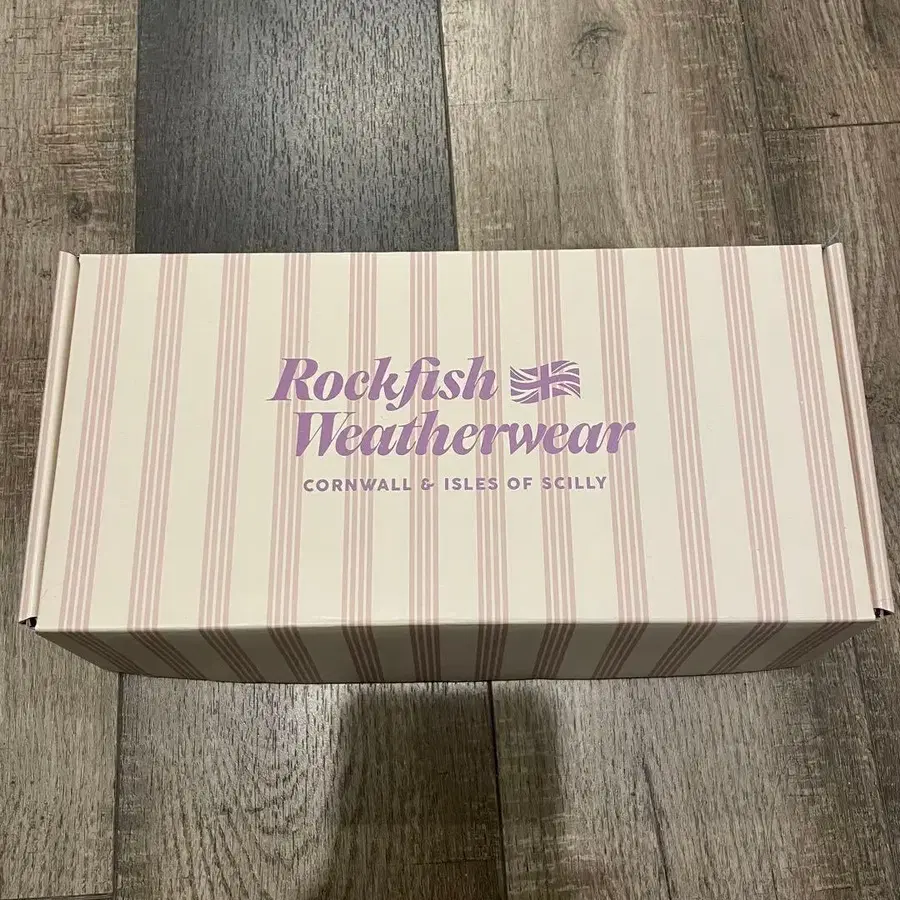 Rockfish
Weatherwear
CORNWALL & ISLES OF SCILLY